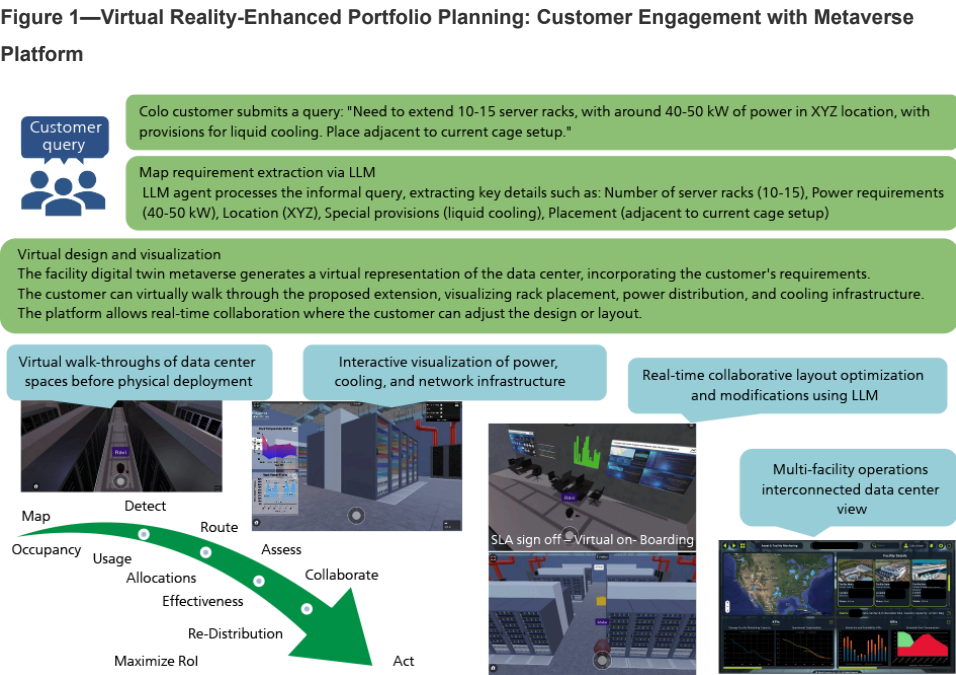 Figure 1—Virtual Reality-Enhanced Portfolio Planning: Customer Engagement with Metaverse
Platform
Customer
query
Colo customer submits a query: "Need to extend 10-15 server racks, with around 40-50 kW of power in XYZ location, with
provisions for liquid cooling. Place adjacent to current cage setup."
Map requirement extraction via LLM
LLM agent processes the informal query, extracting key details such as: Number of server racks (10-15), Power requirements
(40-50 kW), Location (XYZ), Special provisions (liquid cooling), Placement (adjacent to current cage setup)
Virtual design and visualization
The facility digital twin metaverse generates a virtual representation of the data center, incorporating the customer's requirements.
The customer can virtually walk through the proposed extension, visualizing rack placement, power distribution, and cooling infrastructure.
The platform allows real-time collaboration where the customer can adjust the design or layout.
Virtual walk-throughs of data center
spaces before physical deployment
Interactive visualization of power,
cooling, and network infrastructure
Real-time collaborative layout optimization
and modifications using LLM
Multi-facility operations
interconnected data center
view
SLA sign off – Virtual on- Boarding
Map
Detect
Route
Assess
Collaborate
Act
Occupancy
Usage
Allocations
Effectiveness
Re-Distribution
Maximize RoI